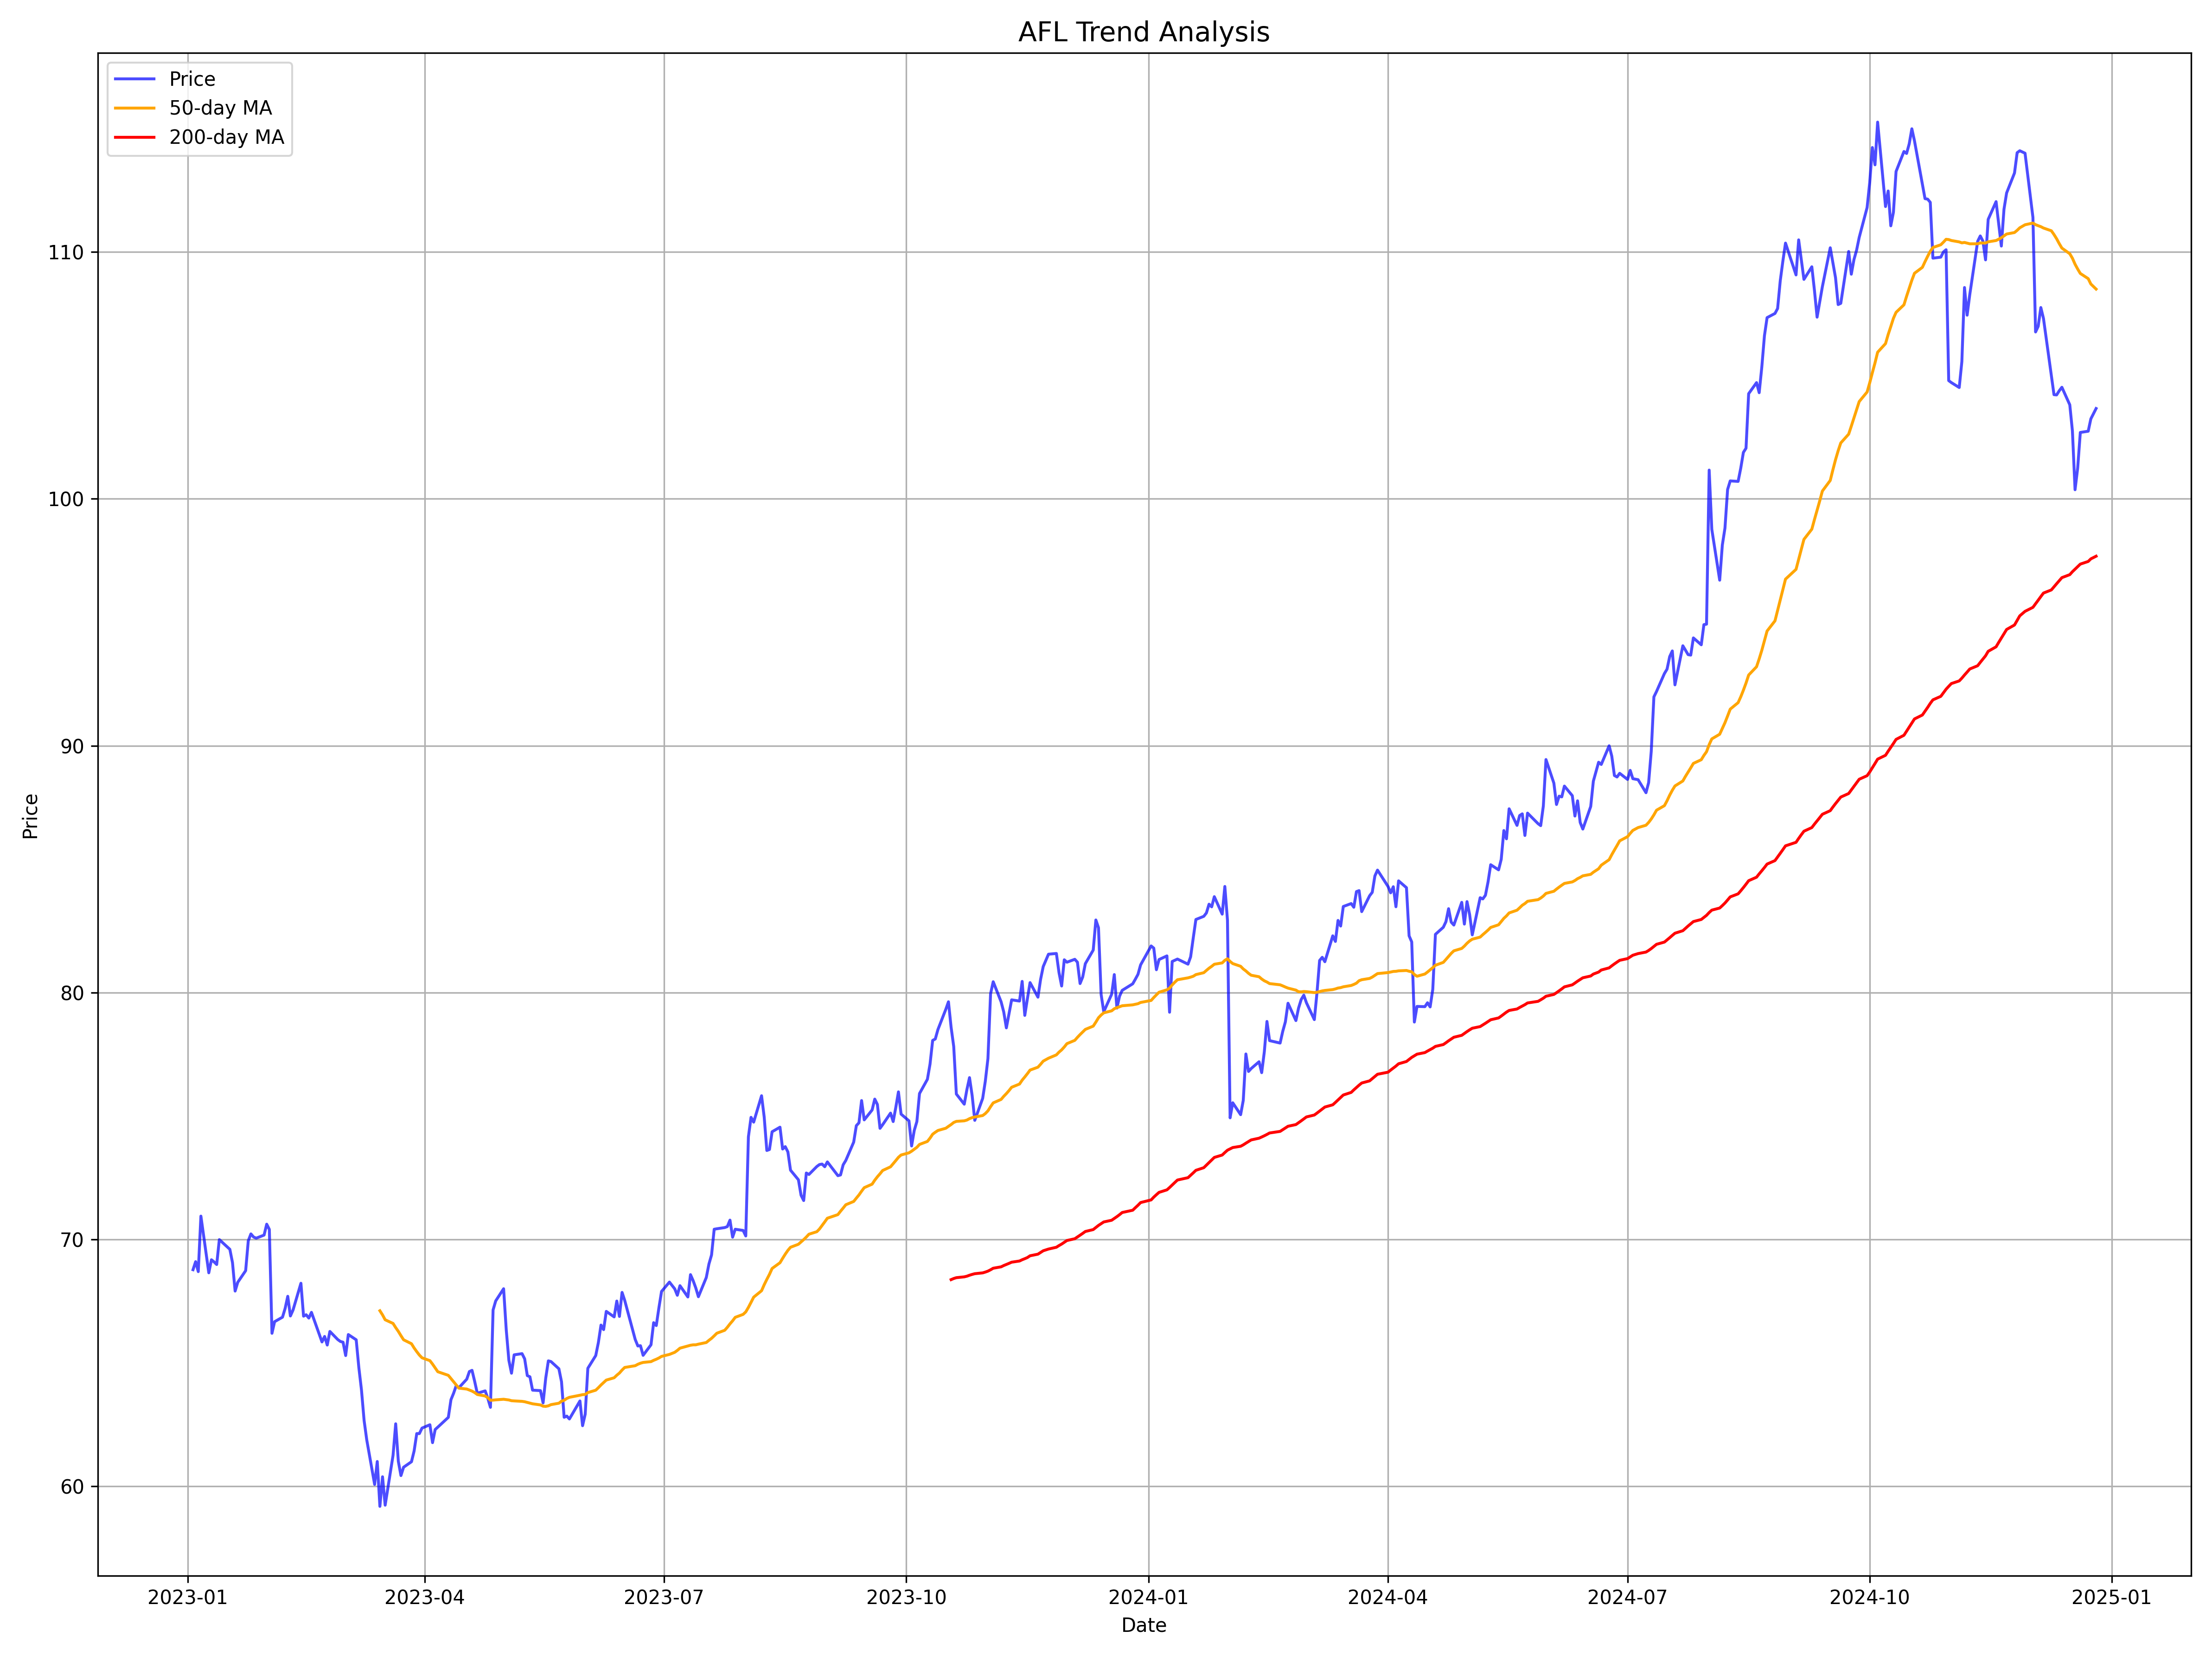 AFL Trend Analysis
Price
50-day MA
200-day MA
110
100
90
80
70
60
Price
2023-01
2023-04
2023-07
2023-10
2024-01
2024-04
2024-07
2024-10
2025-01
Date